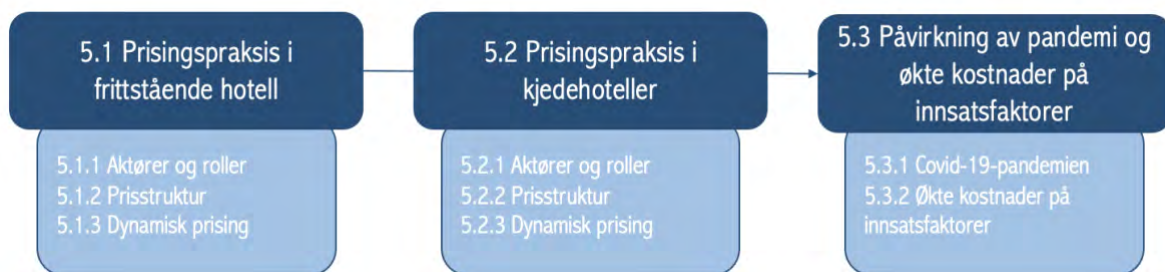 5.1 Prisingspraksis i
frittstående hotell
5.1.1 Aktører og roller
5.1.2 Prisstruktur
5.1.3 Dynamisk prising
5.2 Prisingspraksis i
kjedehoteller
5.2.1 Aktører og roller
5.2.2 Prisstruktur
5.2.3 Dynamisk prising
5.3 Påvirkning av pandemi og
økte kostnader på
innsatsfaktorer
5.3.1 Covid-19-pandemien
5.3.2 Økte kostnader på
innsatsfaktorer